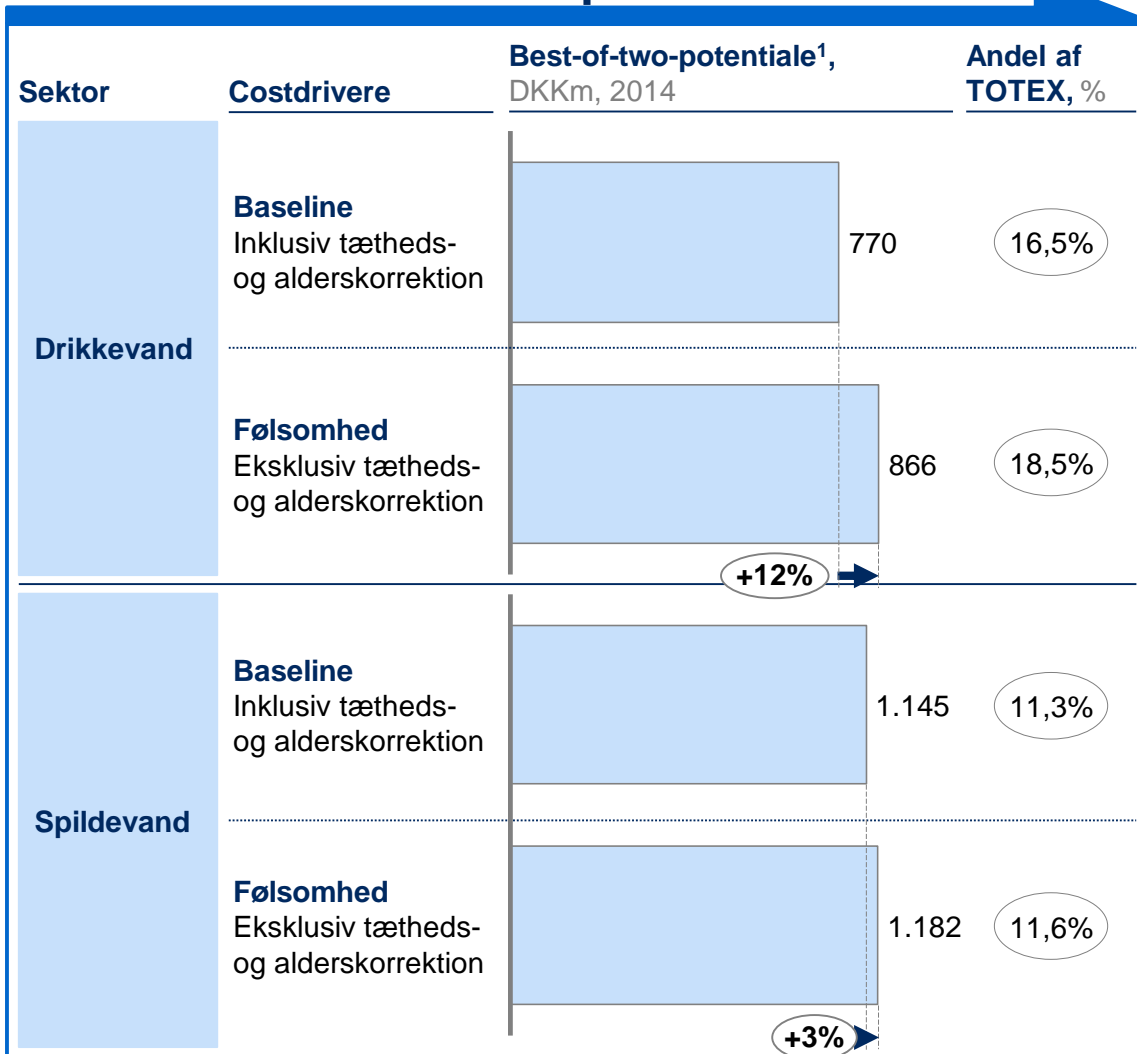 Sektor
Costdrivere
Best-of-two-potentiale¹,
DKKm, 2014
Andel af
TOTEX, %
Drikkevand
Baseline
Inklusiv tætheds-
og alderskorrektion
770
16,5%
Følsomhed
Eksklusiv tætheds-
og alderskorrektion
866
18,5%
+12%
Spildevand
Baseline
Inklusiv tætheds-
og alderskorrektion
1.145
11,3%
Følsomhed
Eksklusiv tætheds-
og alderskorrektion
1.182
11,6%
+3%